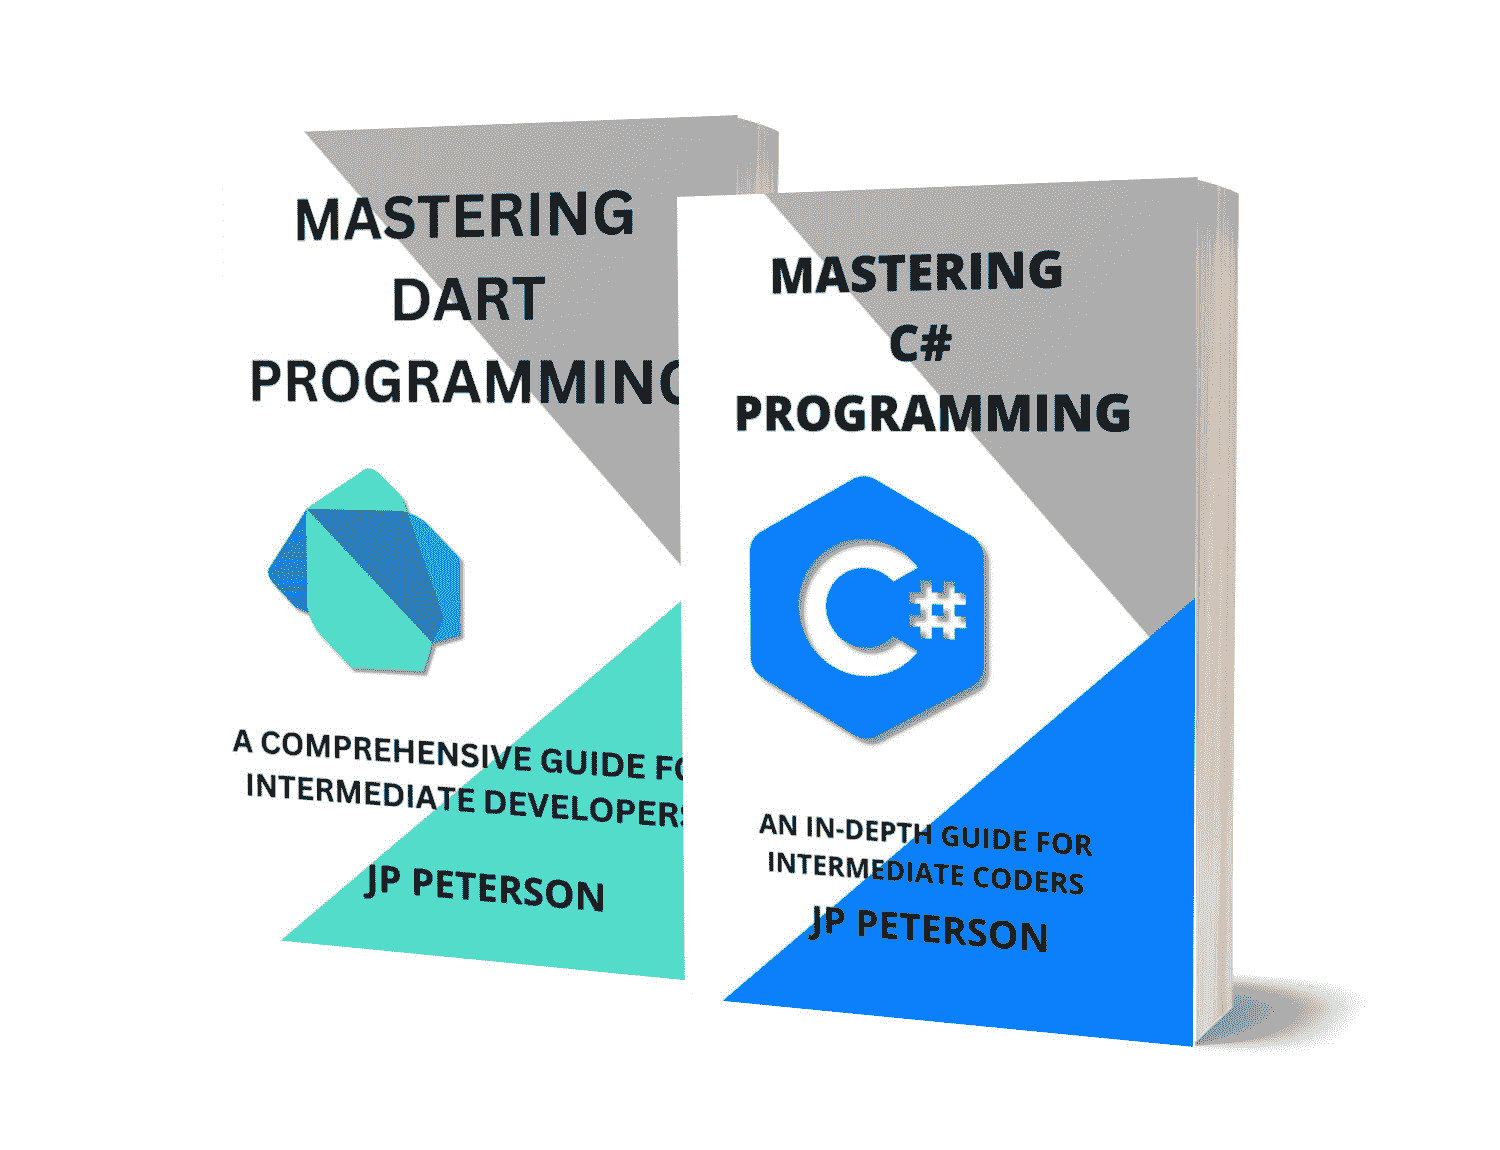 MASTERING
DART
PROGRAMMING
A COMPREHENSIVE GUIDE FO
INTERMEDIATE DEVELOPERS
JP PETERSON
MASTERING
C#
PROGRAMMING
C#
AN IN-DEPTH GUIDE FOR
INTERMEDIATE CODERS
JP PETERSON